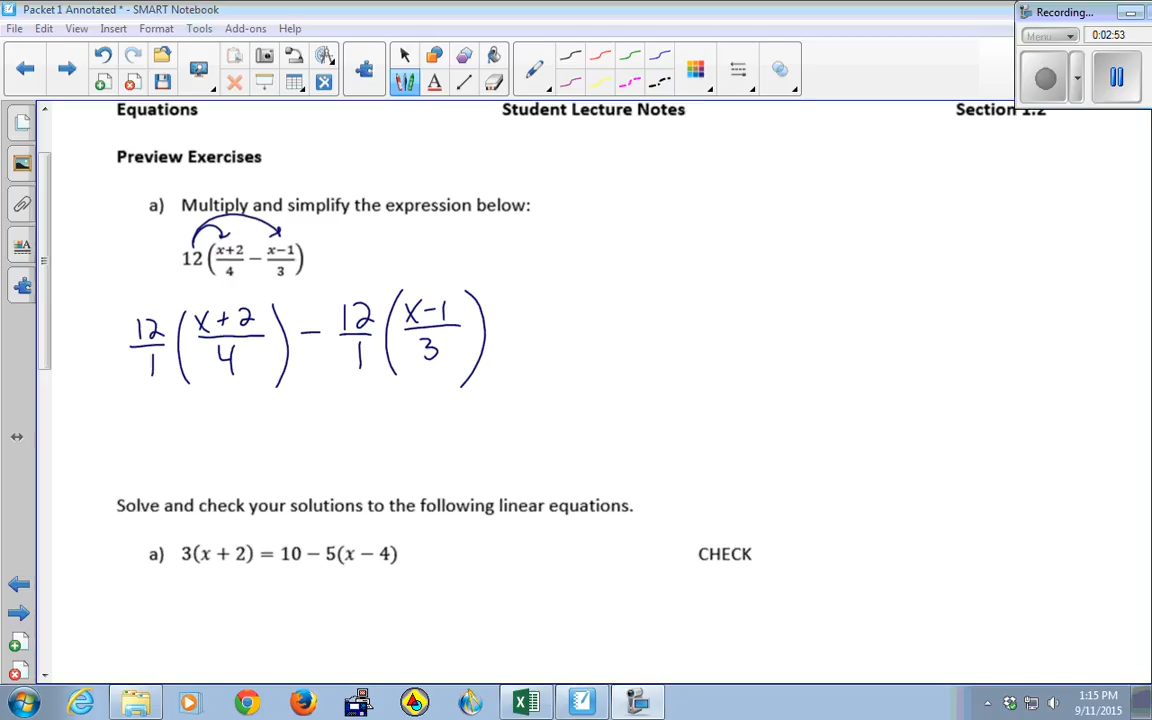 Packet 1 Annotated * - SMART Notebook
Recording...
File Edit View Insert Format Tools Add-ons Help
Menu 0:02:53
Equations Student Lecture Notes Section 1.2
Preview Exercises
a) Multiply and simplify the expression below:
12(x+2/4 − x−1/3)
12/1 (x+2/4) − 12/1 (x−1/3)
Solve and check your solutions to the following linear equations.
a) 3(x + 2) = 10 − 5(x − 4) CHECK
1:15 PM
9/11/2015